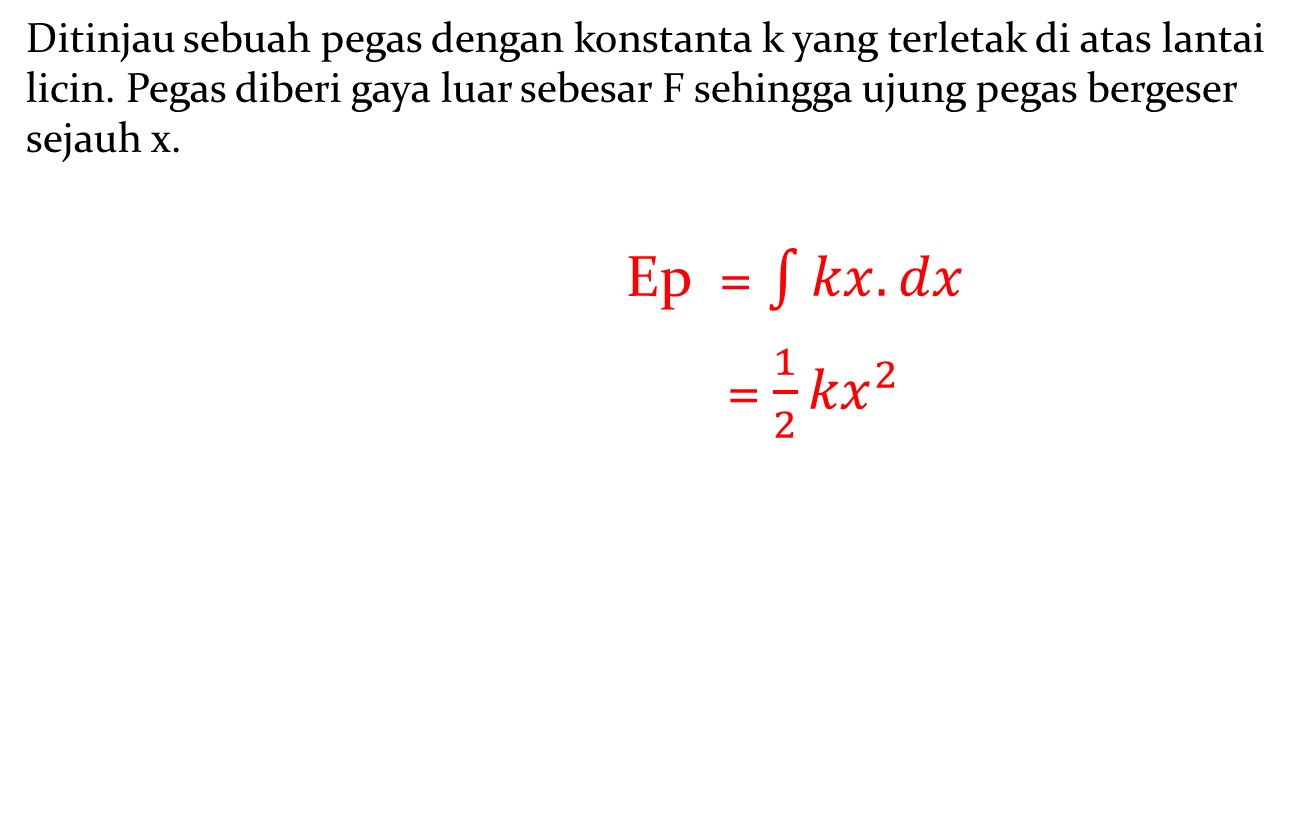 Ditinjau sebuah pegas dengan konstanta k yang terletak di atas lantai
licin. Pegas diberi gaya luar sebesar F sehingga ujung pegas bergeser
sejauh x.
Ep = ∫ kx. dx
= 1/2 kx²